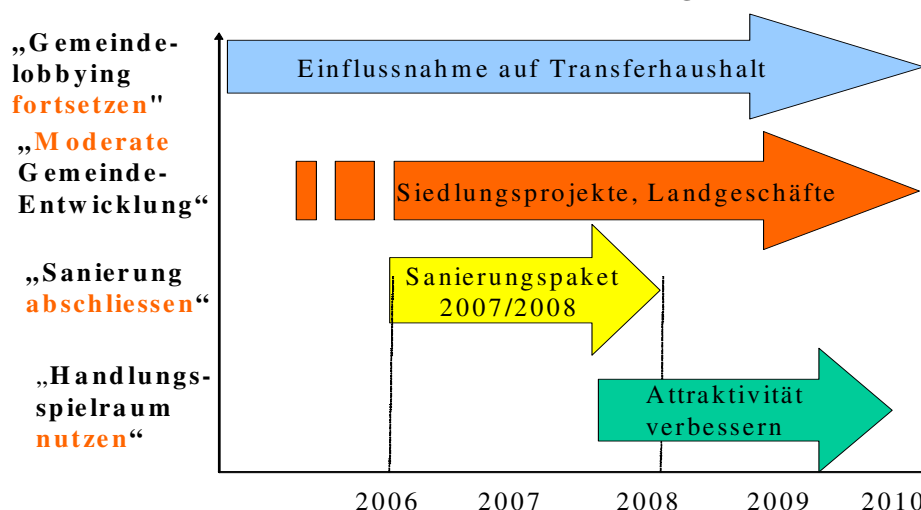 „Gemeinde-
lobbying
fortsetzen"
Einflussnahme auf Transferhaushalt
„Moderate
Gemeinde-
Entwicklung“
Siedlungsprojekte, Landgeschäfte
„Sanierung
abschliessen“
Sanierungspaket
2007/2008
„Handlungs-
spielraum
nutzen“
Attraktivität
verbessern
2006 2007 2008 2009 2010